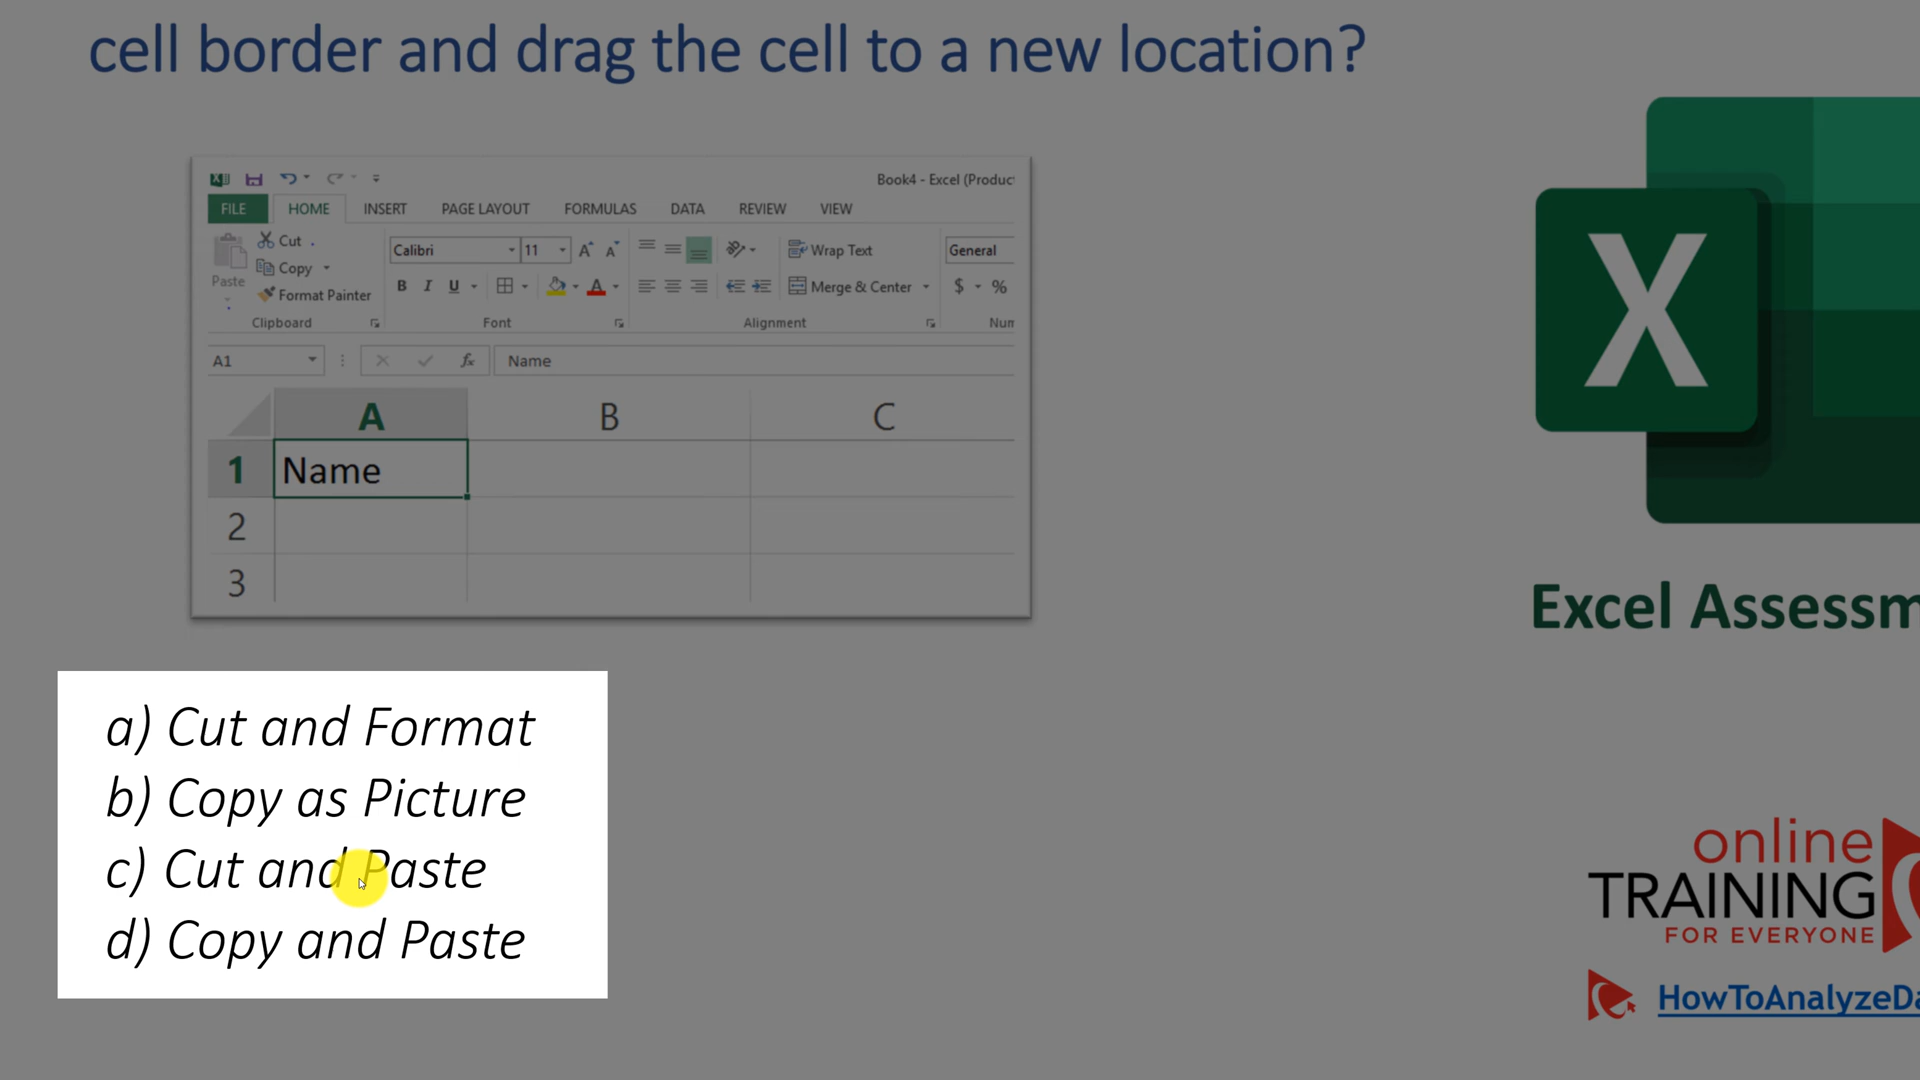 cell border and drag the cell to a new location?
Book4 - Excel (Produc
FILE HOME INSERT PAGE LAYOUT FORMULAS DATA REVIEW VIEW
Cut
Copy
Format Painter
Paste
Calibri 11
B I U
Wrap Text
Merge & Center
General
$ %
Clipboard Font Alignment Num
A1 fx Name
A B C
1 Name
2
3
X
Excel Assessm
a) Cut and Format
b) Copy as Picture
c) Cut and Paste
d) Copy and Paste
online
TRAINING
FOR EVERYONE
HowToAnalyzeDa